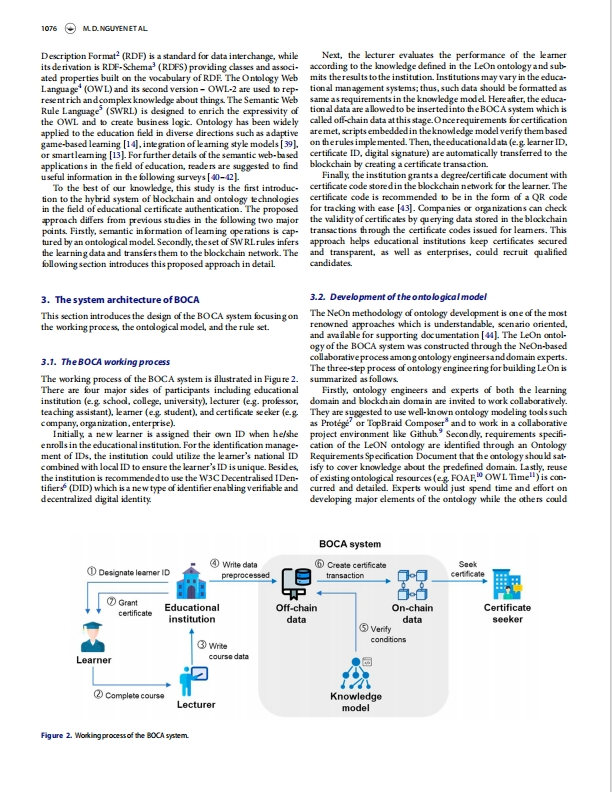 1076 M. D. NGUYEN ET AL.
Description Format2 (RDF) is a standard for data interchange, while
its derivation is RDF-Schema3 (RDFS) providing classes and associ-
ated properties built on the vocabulary of RDF. The Ontology Web
Language4 (OWL) and its second version – OWL-2 are used to rep-
resent rich and complex knowledge about things. The Semantic Web
Rule Language5 (SWRL) is designed to enrich the expressivity of
the OWL and to create business logic. Ontology has been widely
applied to the education field in diverse directions such as adaptive
game-based learning [14], integration of learning style models [39],
or smart learning [13]. For further details of the semantic web-based
applications in the field of education, readers are suggested to find
useful information in the following surveys [40–42].
To the best of our knowledge, this study is the first introduc-
tion to the hybrid system of blockchain and ontology technologies
in the field of educational certificate authentication. The proposed
approach differs from previous studies in the following two major
points. Firstly, semantic information of learning operations is cap-
tured by an ontological model. Secondly, the set of SWRL rules infers
the learning data and transfers them to the blockchain network. The
following section introduces this proposed approach in detail.
3. The system architecture of BOCA
This section introduces the design of the BOCA system focusing on
the working process, the ontological model, and the rule set.
3.1. The BOCA working process
The working process of the BOCA system is illustrated in Figure 2.
There are four major sides of participants including educational
institution (e.g. school, college, university), lecturer (e.g. professor,
teaching assistant), learner (e.g. student), and certificate seeker (e.g.
company, organization, enterprise).
Initially, a new learner is assigned their own ID when he/she
enrolls in the educational institution. For the identification manage-
ment of IDs, the institution could utilize the learner's national ID
combined with local ID to ensure the learner's ID is unique. Besides,
the institution is recommended to use the W3C Decentralised IDen-
tifiers6 (DID) which is a new type of identifier enabling verifiable and
decentralized digital identity.
Next, the lecturer evaluates the performance of the learner
according to the knowledge defined in the LeOn ontology and sub-
mits the results to the institution. Institutions may vary in the educa-
tional management systems; thus, such data should be formatted as
same as requirements in the knowledge model. Hereafter, the educa-
tional data are allowed to be inserted into the BOCA system which is
called off-chain data at this stage. Once requirements for certification
are met, scripts embedded in the knowledge model verify them based
on the rules implemented. Then, the educational data (e.g. learner ID,
certificate ID, digital signature) are automatically transferred to the
blockchain by creating a certificate transaction.
Finally, the institution grants a degree/certificate document with
certificate code stored in the blockchain network for the learner. The
certificate code is recommended to be in the form of a QR code
for tracking with ease [43]. Companies or organizations can check
the validity of certificates by querying data stored in the blockchain
transactions through the certificate codes issued for learners. This
approach helps educational institutions keep certificates secured
and transparent, as well as enterprises, could recruit qualified
candidates.
3.2. Development of the ontological model
The NeOn methodology of ontology development is one of the most
renowned approaches which is understandable, scenario oriented,
and available for supporting documentation [44]. The LeOn ontol-
ogy of the BOCA system was constructed through the NeOn-based
collaborative process among ontology engineers and domain experts.
The three-step process of ontology engineering for building LeOn is
summarized as follows.
Firstly, ontology engineers and experts of both the learning
domain and blockchain domain are invited to work collaboratively.
They are suggested to use well-known ontology modeling tools such
as Protégé7 or TopBraid Composer8 and to work in a collaborative
project environment like Github.9 Secondly, requirements specifi-
cation of the LeON ontology are identified through an Ontology
Requirements Specification Document that the ontology should sat-
isfy to cover knowledge about the predefined domain. Lastly, reuse
of existing ontological resources (e.g. FOAF,10 OWL Time11) is con-
curred and detailed. Experts would just spend time and effort on
developing major elements of the ontology while the others could
BOCA system
① Designate learner ID
④ Write data
preprocessed
⑥ Create certificate
transaction
Seek
certificate
⑦ Grant
certificate
Educational
institution
Off-chain
data
On-chain
data
Certificate
seeker
⑤ Verify
conditions
③ Write
course data
Learner
② Complete course
Lecturer
Knowledge
model
Figure 2. Working process of the BOCA system.